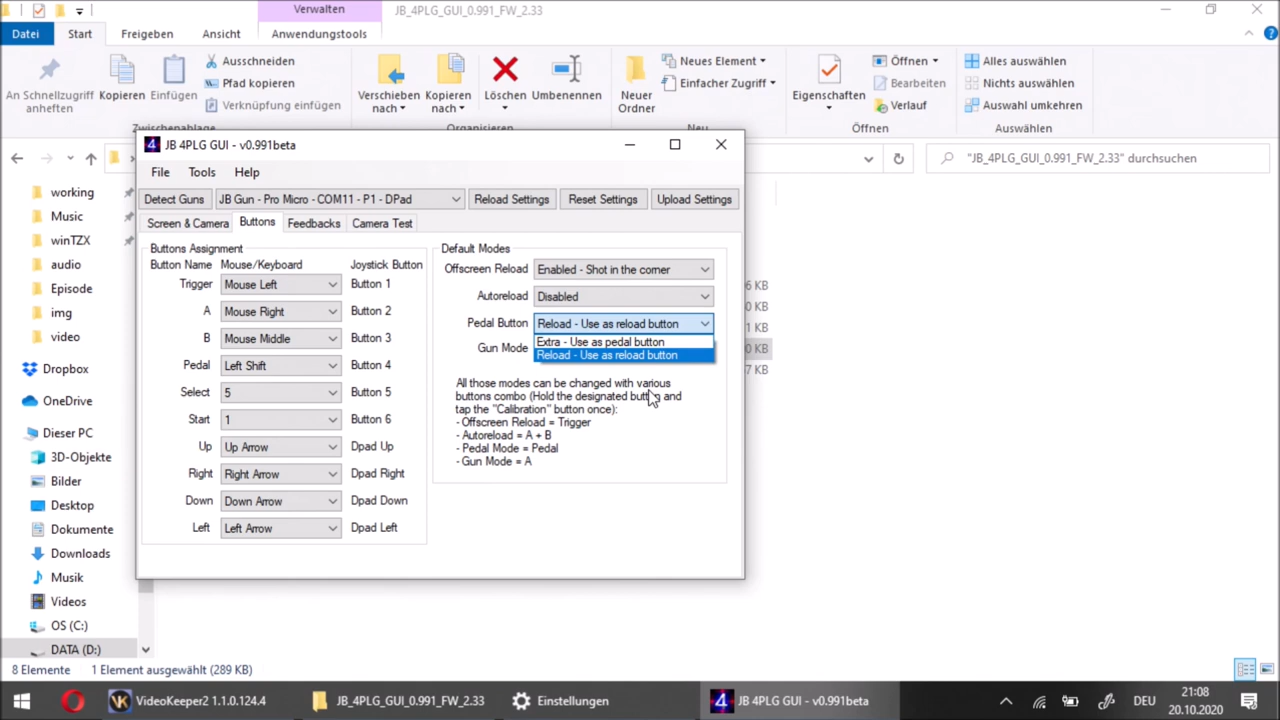 Verwalten
JB_4PLG_GUI_0.991_FW_2.33
Datei
Start
Freigeben
Ansicht
Anwendungstools
An Schnellzugriff
anheften
Kopieren
Einfügen
Ausschneiden
Pfad kopieren
Verknüpfung einfügen
Zwischenablage
Verschieben
nach
Kopieren
nach
Löschen
Umbenennen
Organisieren
Neuer
Ordner
Neues Element
Einfacher Zugriff
Neu
Eigenschaften
Öffnen
Bearbeiten
Verlauf
Öffnen
Alles auswählen
Nichts auswählen
Auswahl umkehren
Auswählen
"JB_4PLG_GUI_0.991_FW_2.33" durchsuchen
working
Music
winTZX
audio
Episode
img
video
Dropbox
OneDrive
Dieser PC
3D-Objekte
Bilder
Desktop
Dokumente
Downloads
Musik
Videos
OS (C:)
DATA (D:)
JB 4PLG GUI - v0.991beta
File
Tools
Help
Detect Guns
JB Gun - Pro Micro - COM11 - P1 - DPad
Reload Settings
Reset Settings
Upload Settings
Screen & Camera
Buttons
Feedbacks
Camera Test
Buttons Assignment
Button Name Mouse/Keyboard Joystick Button
Trigger Mouse Left Button 1
A Mouse Right Button 2
B Mouse Middle Button 3
Pedal Left Shift Button 4
Select 5 Button 5
Start 1 Button 6
Up Up Arrow Dpad Up
Right Right Arrow Dpad Right
Down Down Arrow Dpad Down
Left Left Arrow Dpad Left
Default Modes
Offscreen Reload Enabled - Shot in the corner
Autoreload Disabled
Pedal Button Reload - Use as reload button
Extra - Use as pedal button
Gun Mode Reload - Use as reload button
All those modes can be changed with various
buttons combo (Hold the designated button and
tap the "Calibration" button once):
- Offscreen Reload = Trigger
- Autoreload = A + B
- Pedal Mode = Pedal
- Gun Mode = A
KB
KB
KB
KB
KB
8 Elemente
1 Element ausgewählt (289 KB)
VideoKeeper2 1.1.0.124.4
JB_4PLG_GUI_0.991_FW_2.33
Einstellungen
JB 4PLG GUI - v0.991beta
DEU
21:08
20.10.2020